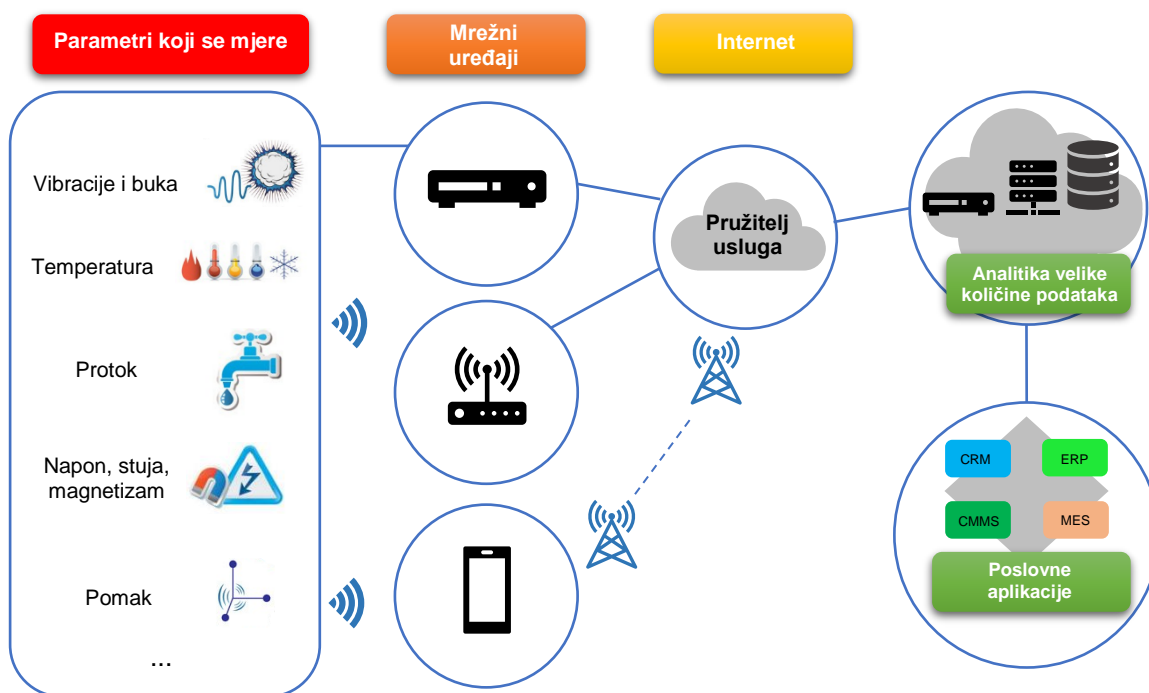 Parametri koji se mjere
Mrežni
uređaji
Internet
Vibracije i buka
Temperatura
Protok
Napon, stuja,
magnetizam
Pomak
...
Pružitelj
usluga
Analitika velike
količine podataka
CRM
ERP
CMMS
MES
Poslovne
aplikacije